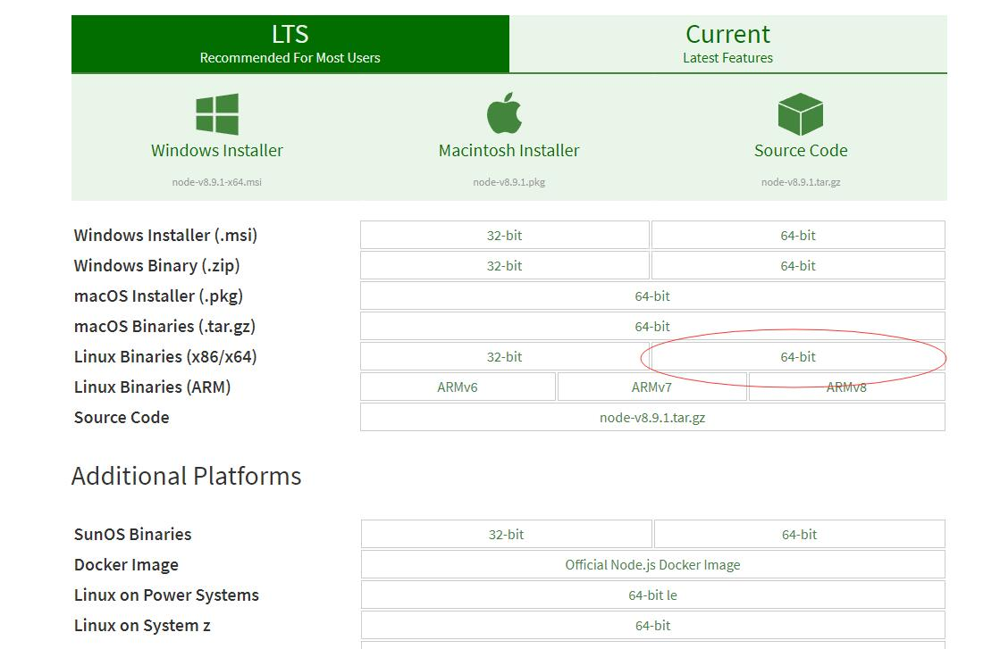 LTS
Recommended For Most Users
Current
Latest Features
Windows Installer
node-v8.9.1-x64.msi
Macintosh Installer
node-v8.9.1.pkg
Source Code
node-v8.9.1.tar.gz
Windows Installer (.msi) 32-bit 64-bit
Windows Binary (.zip) 32-bit 64-bit
macOS Installer (.pkg) 64-bit
macOS Binaries (.tar.gz) 64-bit
Linux Binaries (x86/x64) 32-bit 64-bit
Linux Binaries (ARM) ARMv6 ARMv7 ARMv8
Source Code node-v8.9.1.tar.gz
Additional Platforms
SunOS Binaries 32-bit 64-bit
Docker Image Official Node.js Docker Image
Linux on Power Systems 64-bit le
Linux on System z 64-bit